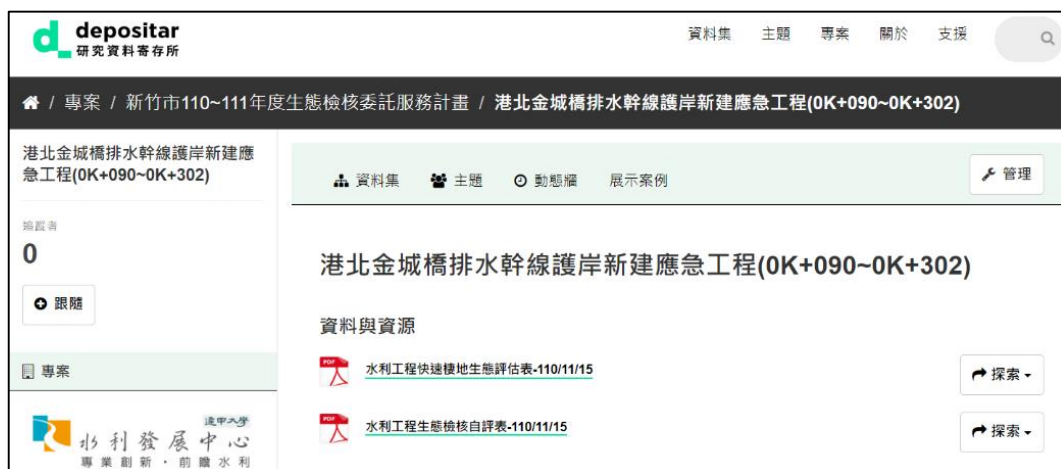 depositar
研究資料寄存所
資料集 主題 專案 關於 支援
/ 專案 / 新竹市110~111年度生態檢核委託服務計畫 / 港北金城橋排水幹線護岸新建應急工程(0K+090~0K+302)
港北金城橋排水幹線護岸新建應
急工程(0K+090~0K+302)
資料集 主題 動態牆 展示案例
管理
追蹤者
0
跟隨
港北金城橋排水幹線護岸新建應急工程(0K+090~0K+302)
資料與資源
PDF
水利工程快速棲地生態評估表-110/11/15
探索
專案
PDF
水利工程生態檢核自評表-110/11/15
探索
逢甲大學
水利發展中心
專業創新·前瞻水利